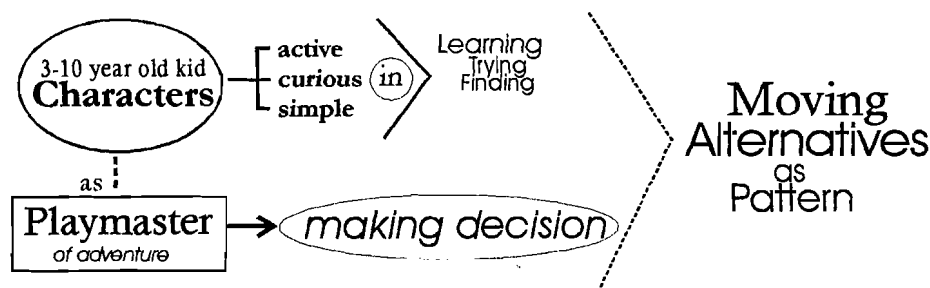 3-10 year old kid
Characters
active
curious
simple
in
Learning
Trying
Finding
as
Playmaster
of adventure
making decision
Moving
Alternatives
as
Pattern